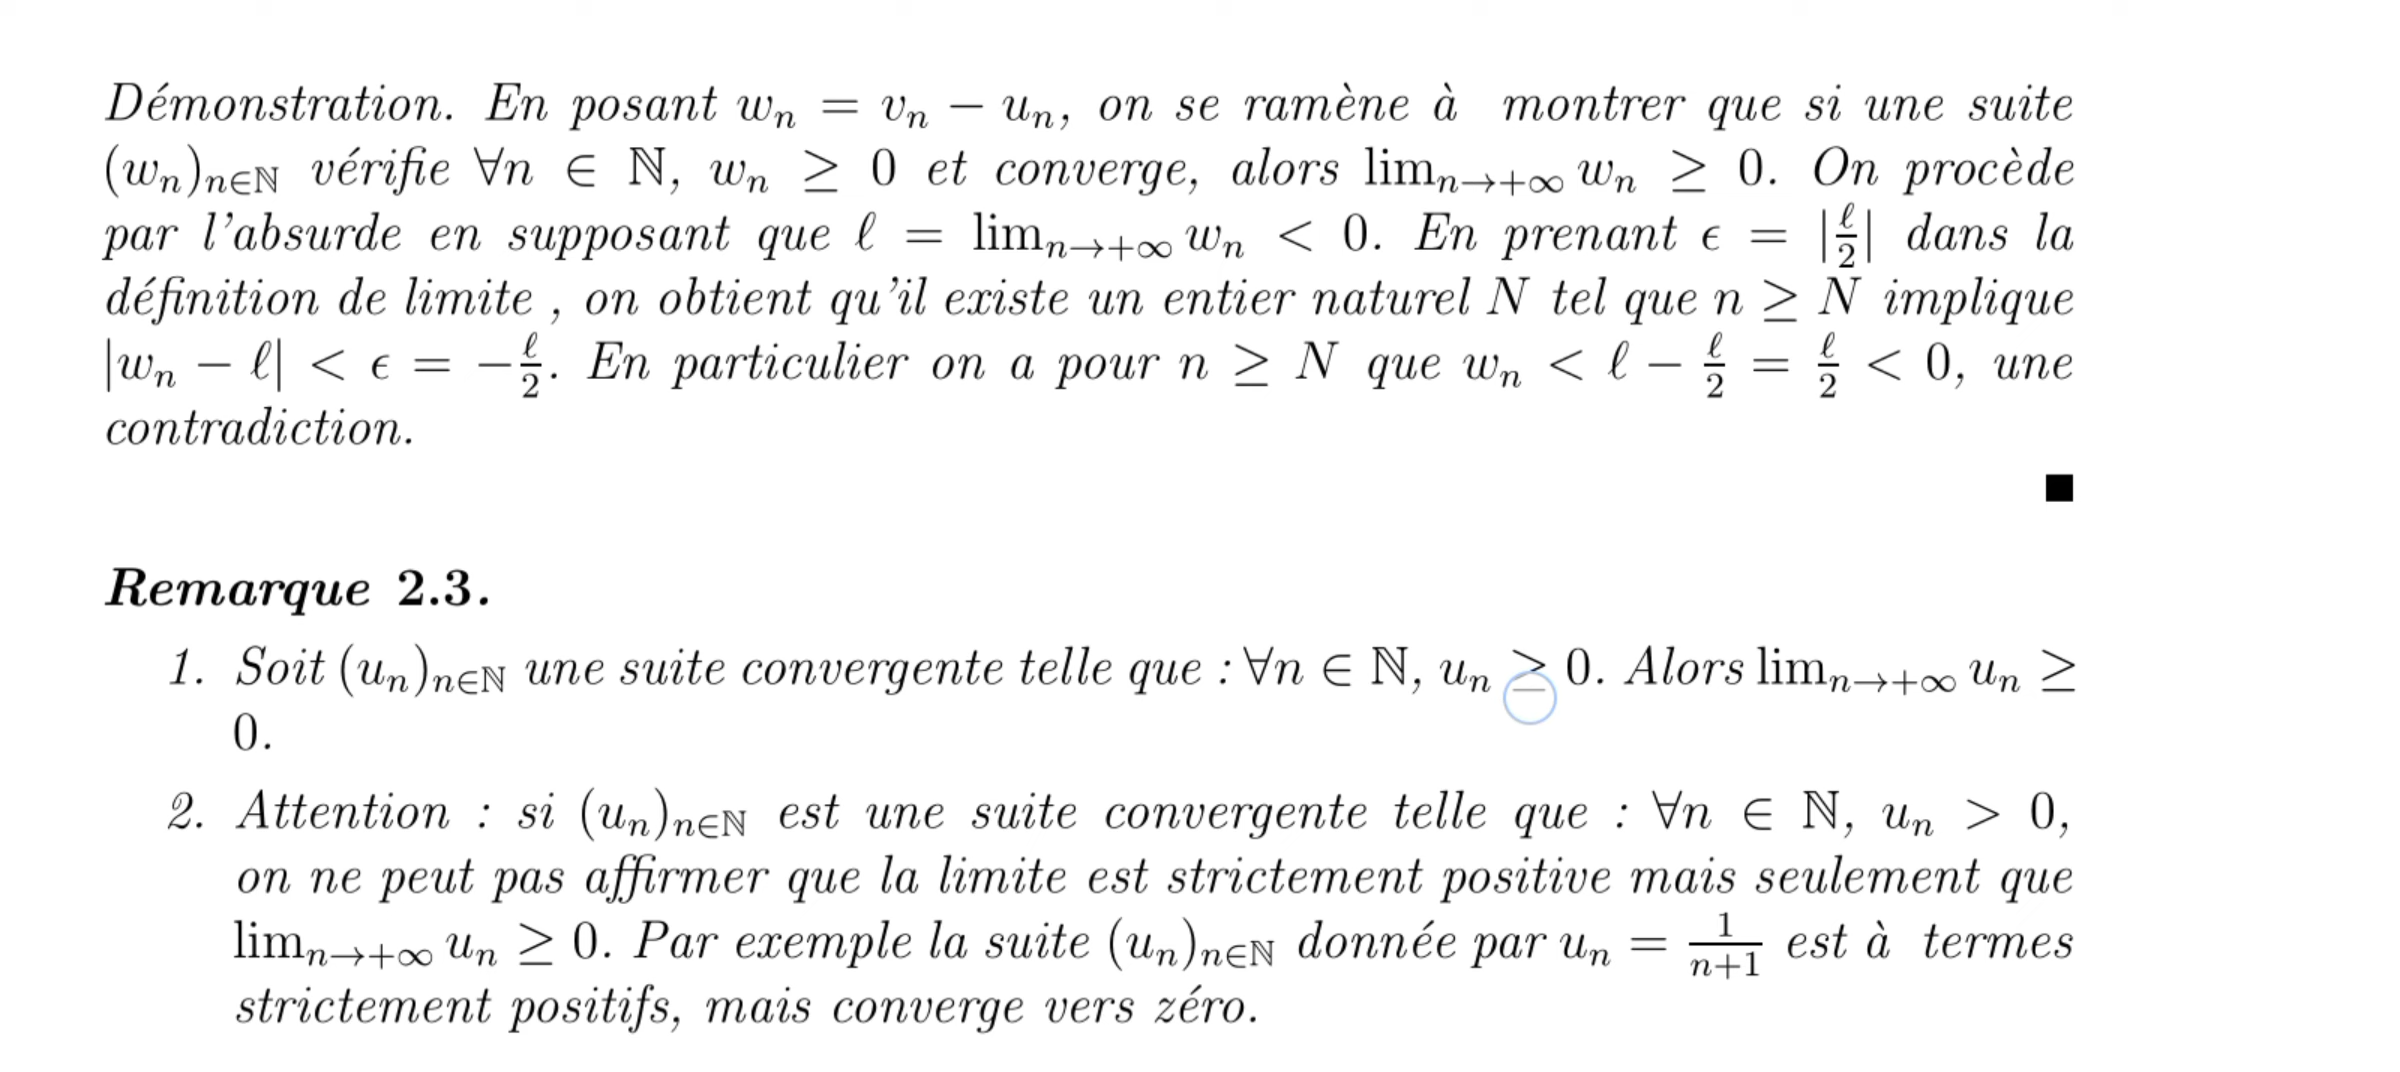 Démonstration. En posant wₙ = vₙ − uₙ, on se ramène à montrer que si une suite
(wₙ)ₙ∈ℕ vérifie ∀n ∈ ℕ, wₙ ≥ 0 et converge, alors limₙ→+∞ wₙ ≥ 0. On procède
par l'absurde en supposant que ℓ = limₙ→+∞ wₙ < 0. En prenant ϵ = |ℓ/2| dans la
définition de limite , on obtient qu'il existe un entier naturel N tel que n ≥ N implique
|wₙ − ℓ| < ϵ = −ℓ/2. En particulier on a pour n ≥ N que wₙ < ℓ − ℓ/2 = ℓ/2 < 0, une
contradiction.
■
Remarque 2.3.
1. Soit (uₙ)ₙ∈ℕ une suite convergente telle que : ∀n ∈ ℕ, uₙ ≥ 0. Alors limₙ→+∞ uₙ ≥
0.
2. Attention : si (uₙ)ₙ∈ℕ est une suite convergente telle que : ∀n ∈ ℕ, uₙ > 0,
on ne peut pas affirmer que la limite est strictement positive mais seulement que
limₙ→+∞ uₙ ≥ 0. Par exemple la suite (uₙ)ₙ∈ℕ donnée par uₙ = 1/(n+1) est à termes
strictement positifs, mais converge vers zéro.